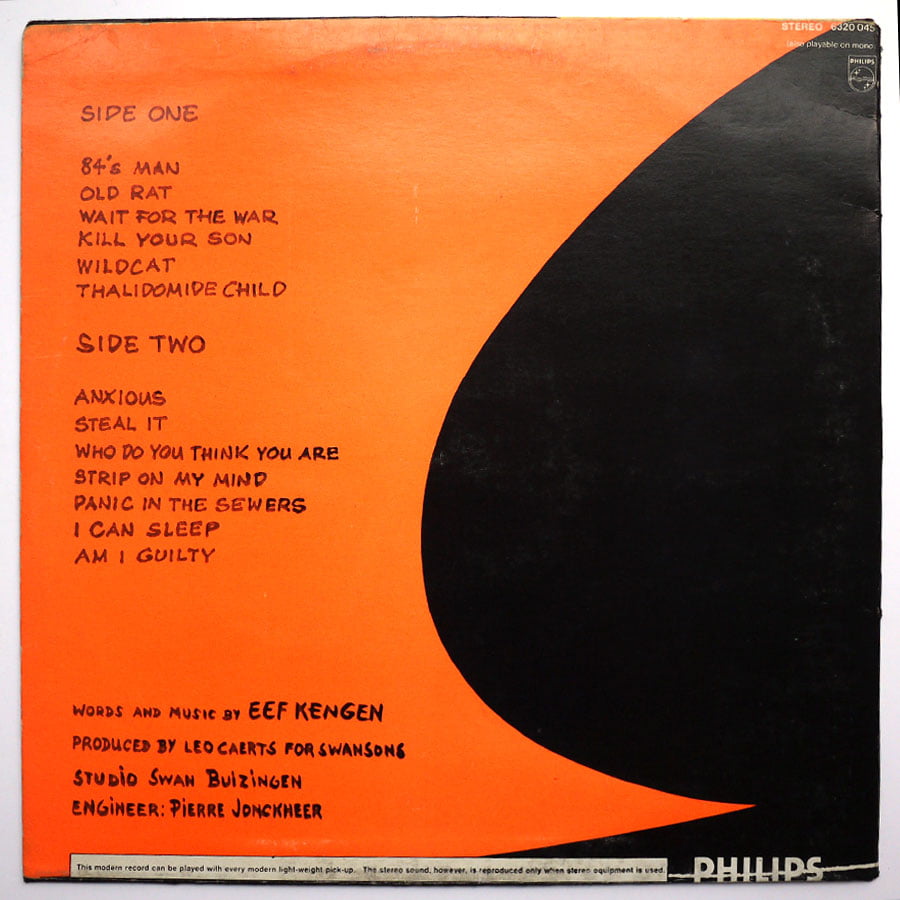 STEREO 6320 045
(also playable on mono)
PHILIPS
SIDE ONE
84's MAN
OLD RAT
WAIT FOR THE WAR
KILL YOUR SON
WILDCAT
THALIDOMIDE CHILD
SIDE TWO
ANXIOUS
STEAL IT
WHO DO YOU THINK YOU ARE
STRIP ON MY MIND
PANIC IN THE SEWERS
I CAN SLEEP
AM I GUILTY
WORDS AND MUSIC BY EEF KENGEN
PRODUCED BY LEO CAERTS FOR SWANSONG
STUDIO SWAN BUIZINGEN
ENGINEER: PIERRE JONCKHEER
This modern record can be played with every modern light-weight pick-up. The stereo sound, however, is reproduced only when stereo equipment is used.
PHILIPS